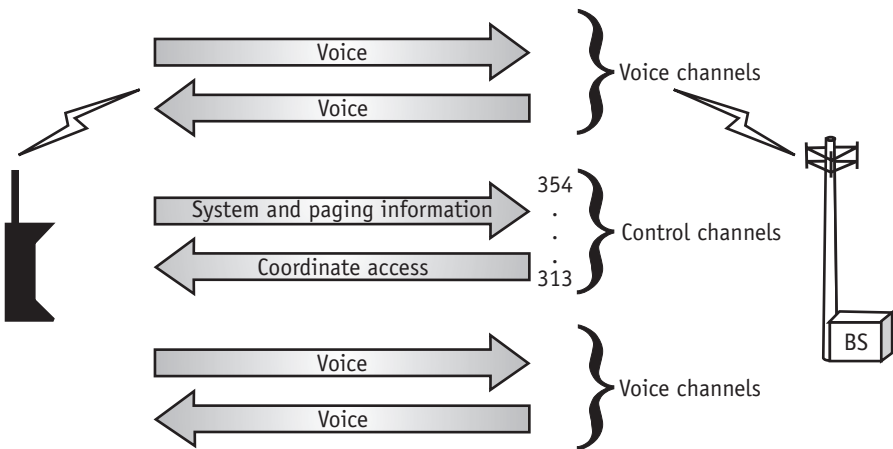 Voice
Voice
Voice channels
System and paging information
354
.
.
.
313
Coordinate access
Control channels
Voice
Voice
Voice channels
BS